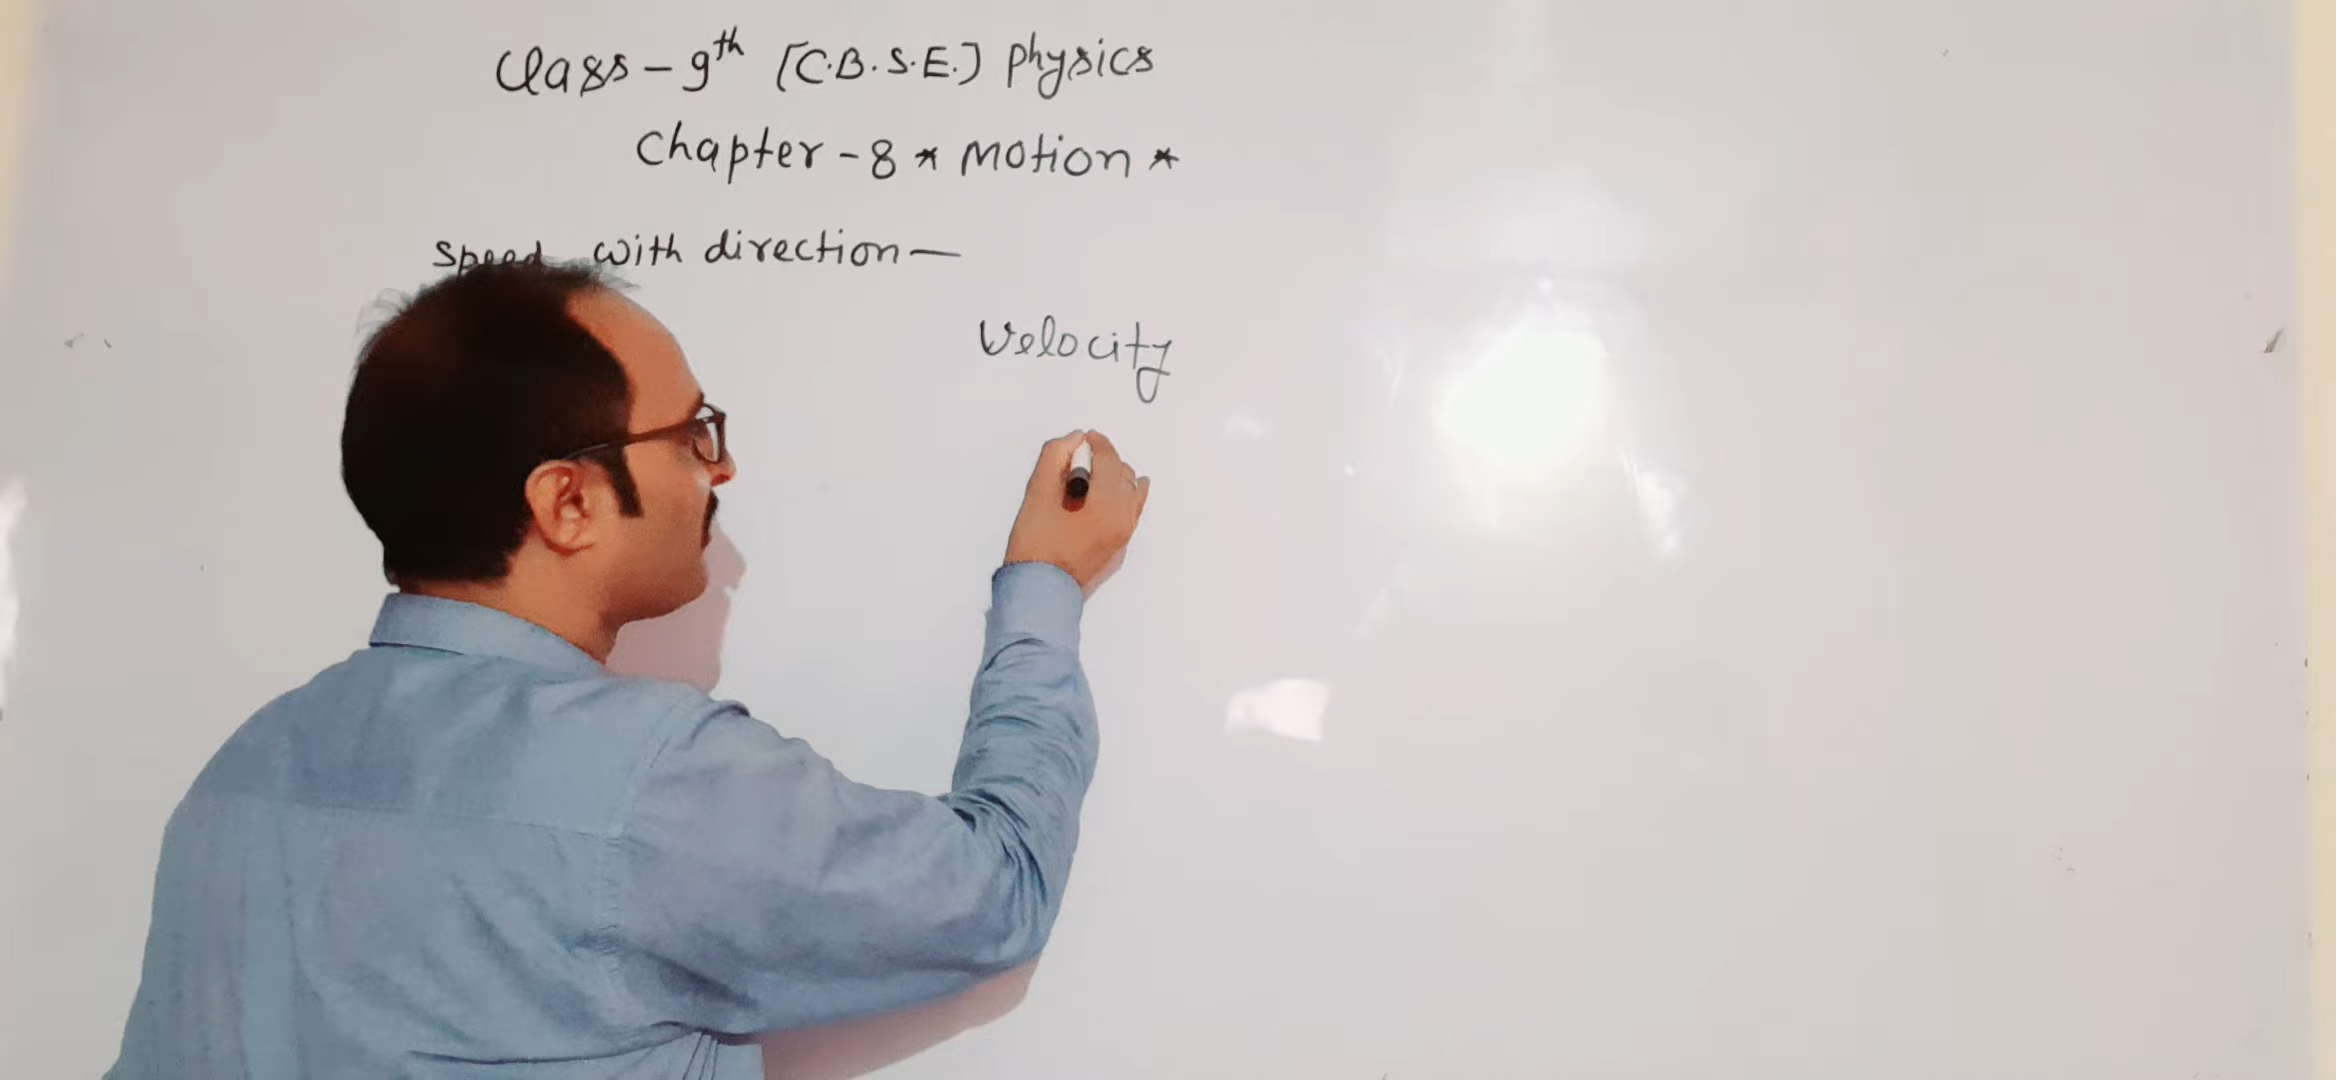 Class - 9th [C.B.S.E.] Physics
Chapter - 8 * Motion *
Speed with direction —
Velocity